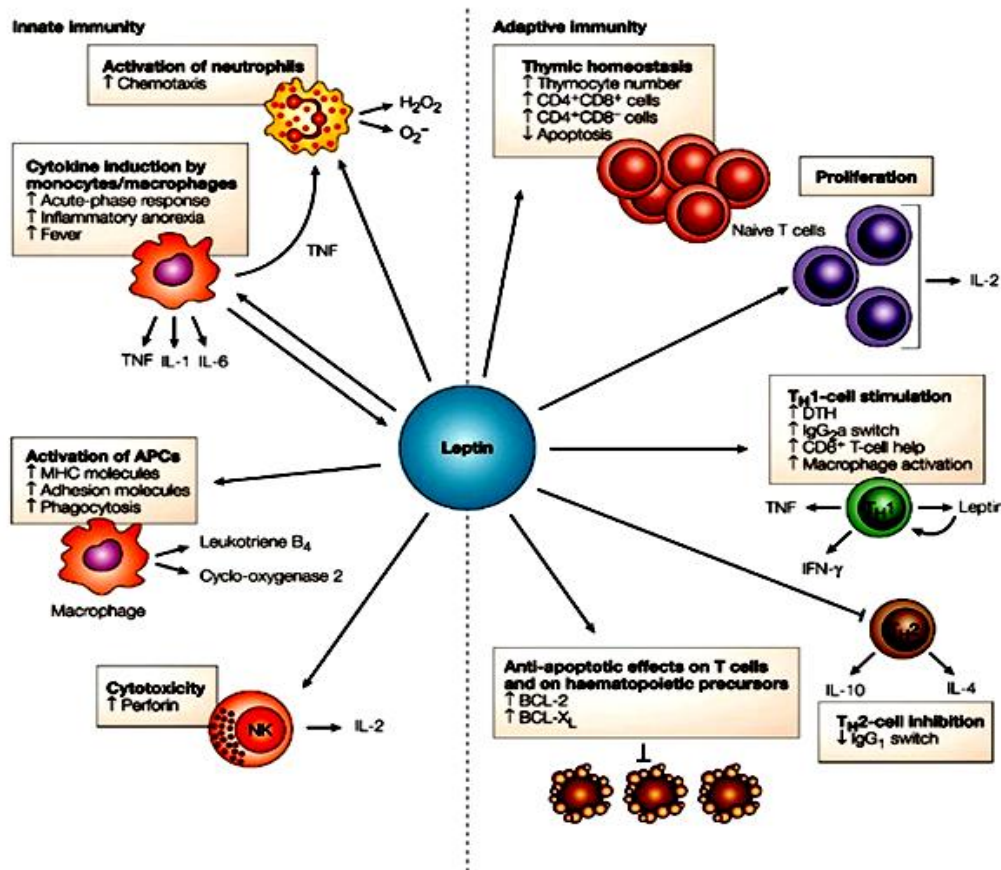 Innate immunity
Activation of neutrophils
↑ Chemotaxis
H₂O₂
O₂⁻
Cytokine induction by
monocytes/macrophages
↑ Acute-phase response
↑ Inflammatory anorexia
↑ Fever
TNF
TNF IL-1 IL-6
Activation of APCs
↑ MHC molecules
↑ Adhesion molecules
↑ Phagocytosis
Leukotriene B₄
Cyclo-oxygenase 2
Macrophage
Cytotoxicity
↑ Perforin
NK
IL-2
Leptin
Adaptive immunity
Thymic homeostasis
↑ Thymocyte number
↑ CD4⁺CD8⁺ cells
↑ CD4⁺CD8⁻ cells
↓ Apoptosis
Naive T cells
Proliferation
IL-2
T_H1-cell stimulation
↑ DTH
↑ IgG₂a switch
↑ CD8⁺ T-cell help
↑ Macrophage activation
TNF
T_H1
Leptin
IFN-γ
T_H2
IL-10
IL-4
T_H2-cell inhibition
↓ IgG₁ switch
Anti-apoptotic effects on T cells
and on haematopoietic precursors
↑ BCL-2
↑ BCL-X_L